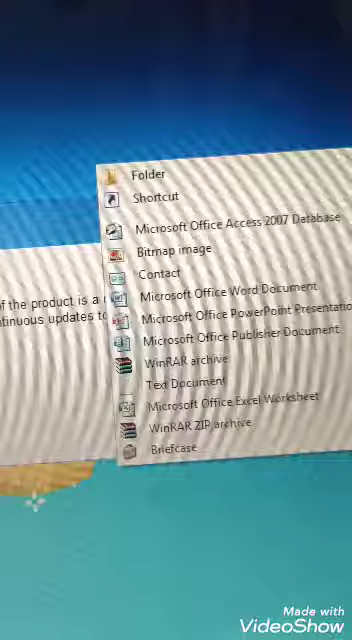 Folder
Shortcut
Microsoft Office Access 2007 Database
Bitmap image
Contact
of the product is a
Microsoft Office Word Document
tinuous updates to
Microsoft Office PowerPoint Presentatio
Microsoft Office Publisher Document
WinRAR archive
Text Document
Microsoft Office Excel Worksheet
WinRAR ZIP archive
Briefcase
Made with
VideoShow